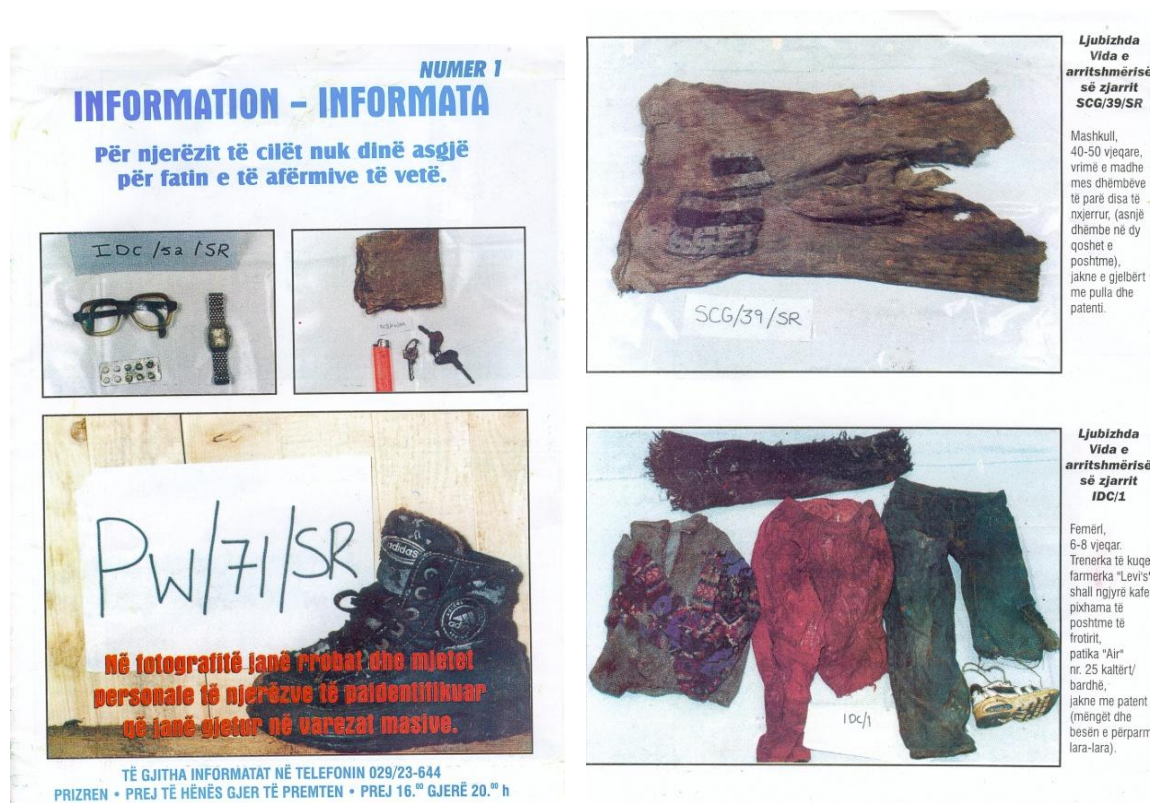 NUMER 1
INFORMATION – INFORMATA
Për njerëzit të cilët nuk dinë asgjë
për fatin e të afërmive të vetë.
IDC/52/SR
PW/71/SR
adidas
Në fotografitë janë rrobat dhe mjetet
personale të njerëzve të paidentifikuar
që janë gjetur në varezat masive.
TË GJITHA INFORMATAT NË TELEFONIN 029/23-644
PRIZREN • PREJ TË HËNËS GJER TË PREMTEN • PREJ 16.00 GJERË 20.00 h
Ljubizhda
Vida e
arritshmërisë
së zjarrit
SCG/39/SR
Mashkull,
40-50 vjeqare,
vrimë e madhe
mes dhëmbëve
të parë disa të
nxjerrur, (asnjë
dhëmbe në dy
qoshet e
poshtme),
jakne e gjelbërt
me pulla dhe
patenti.
SCG/39/SR
Ljubizhda
Vida e
arritshmërisë
së zjarrit
IDC/1
Femërl,
6-8 vjeqar.
Trenerka të kuqe
farmerka "Levi's"
shall ngjyrë kafe
pixhama të
poshtme të
frotirit,
patika "Air"
nr. 25 kaltërt/
bardhë,
jakne me patent
(mëngët dhe
besën e përparm
lara-lara).
IDC/1